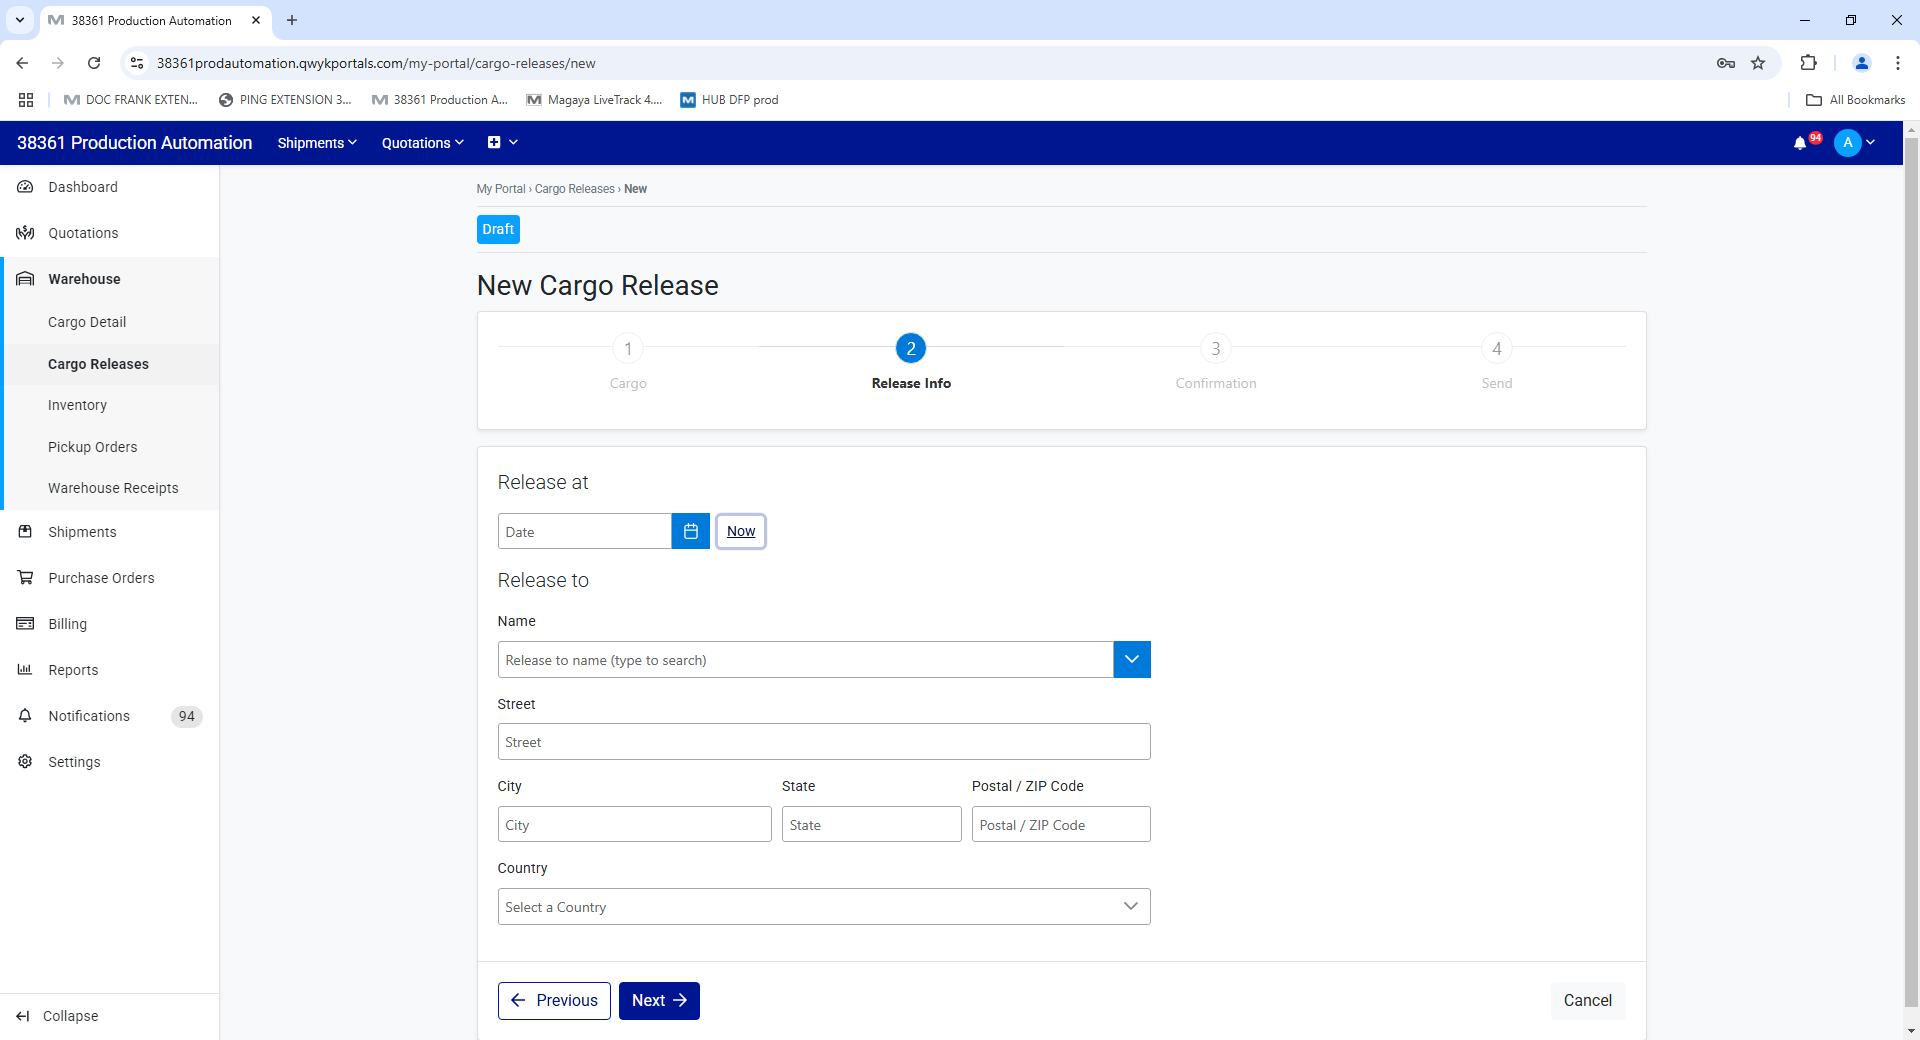 38361 Production Automation
38361prodautomation.qwykportals.com/my-portal/cargo-releases/new
DOC FRANK EXTEN...
PING EXTENSION 3...
38361 Production A...
Magaya LiveTrack 4....
HUB DFP prod
All Bookmarks
38361 Production Automation
Shipments
Quotations
94
A
Dashboard
Quotations
Warehouse
Cargo Detail
Cargo Releases
Inventory
Pickup Orders
Warehouse Receipts
Shipments
Purchase Orders
Billing
Reports
Notifications 94
Settings
Collapse
My Portal › Cargo Releases › New
Draft
New Cargo Release
1 2 3 4
Cargo Release Info Confirmation Send
Release at
Date Now
Release to
Name
Release to name (type to search)
Street
Street
City State Postal / ZIP Code
City State Postal / ZIP Code
Country
Select a Country
Previous Next Cancel